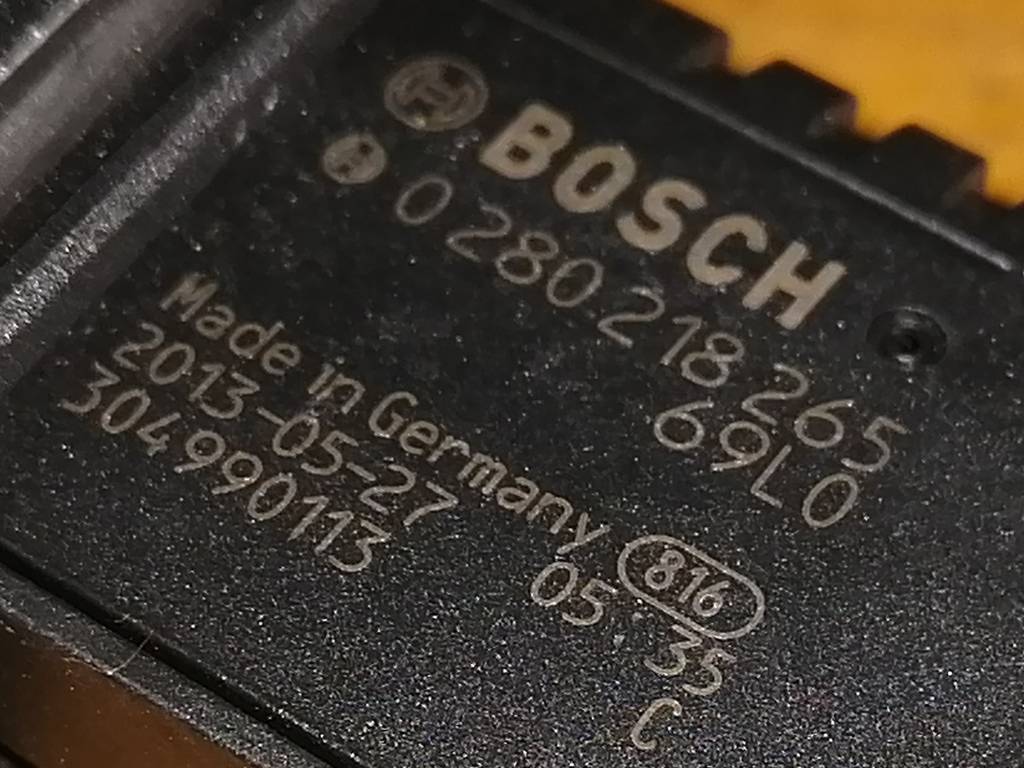 BOSCH
0 280 218 265
69L0
Made in Germany 816
2013-05-27 05:35
304990113 C